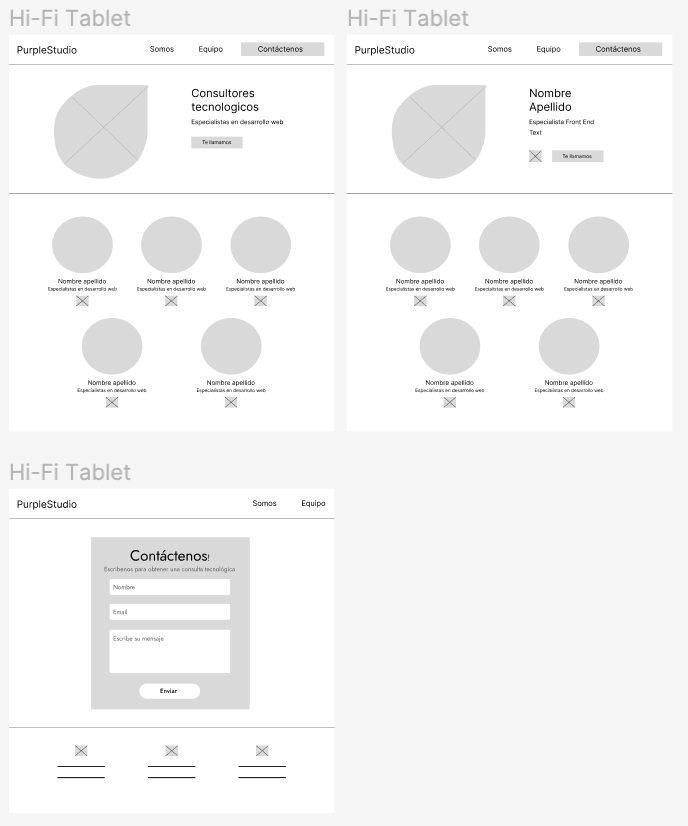 Hi-Fi Tablet
PurpleStudio
Somos
Equipo
Contáctenos
Consultores
tecnologicos
Especialistas en desarrollo web
Te llamamos
Nombre apellido
Especialistas en desarrollo web
Nombre apellido
Especialistas en desarrollo web
Nombre apellido
Especialistas en desarrollo web
Nombre apellido
Especialistas en desarrollo web
Nombre apellido
Especialistas en desarrollo web
Hi-Fi Tablet
PurpleStudio
Somos
Equipo
Contáctenos
Nombre
Apellido
Especialista Front End
Text
Te llamamos
Nombre apellido
Especialistas en desarrollo web
Nombre apellido
Especialistas en desarrollo web
Nombre apellido
Especialistas en desarrollo web
Nombre apellido
Especialistas en desarrollo web
Nombre apellido
Especialistas en desarrollo web
Hi-Fi Tablet
PurpleStudio
Somos
Equipo
Contáctenos!
Escríbenos para obtener una consulta tecnológica
Nombre
Email
Escribe su mensaje
Enviar